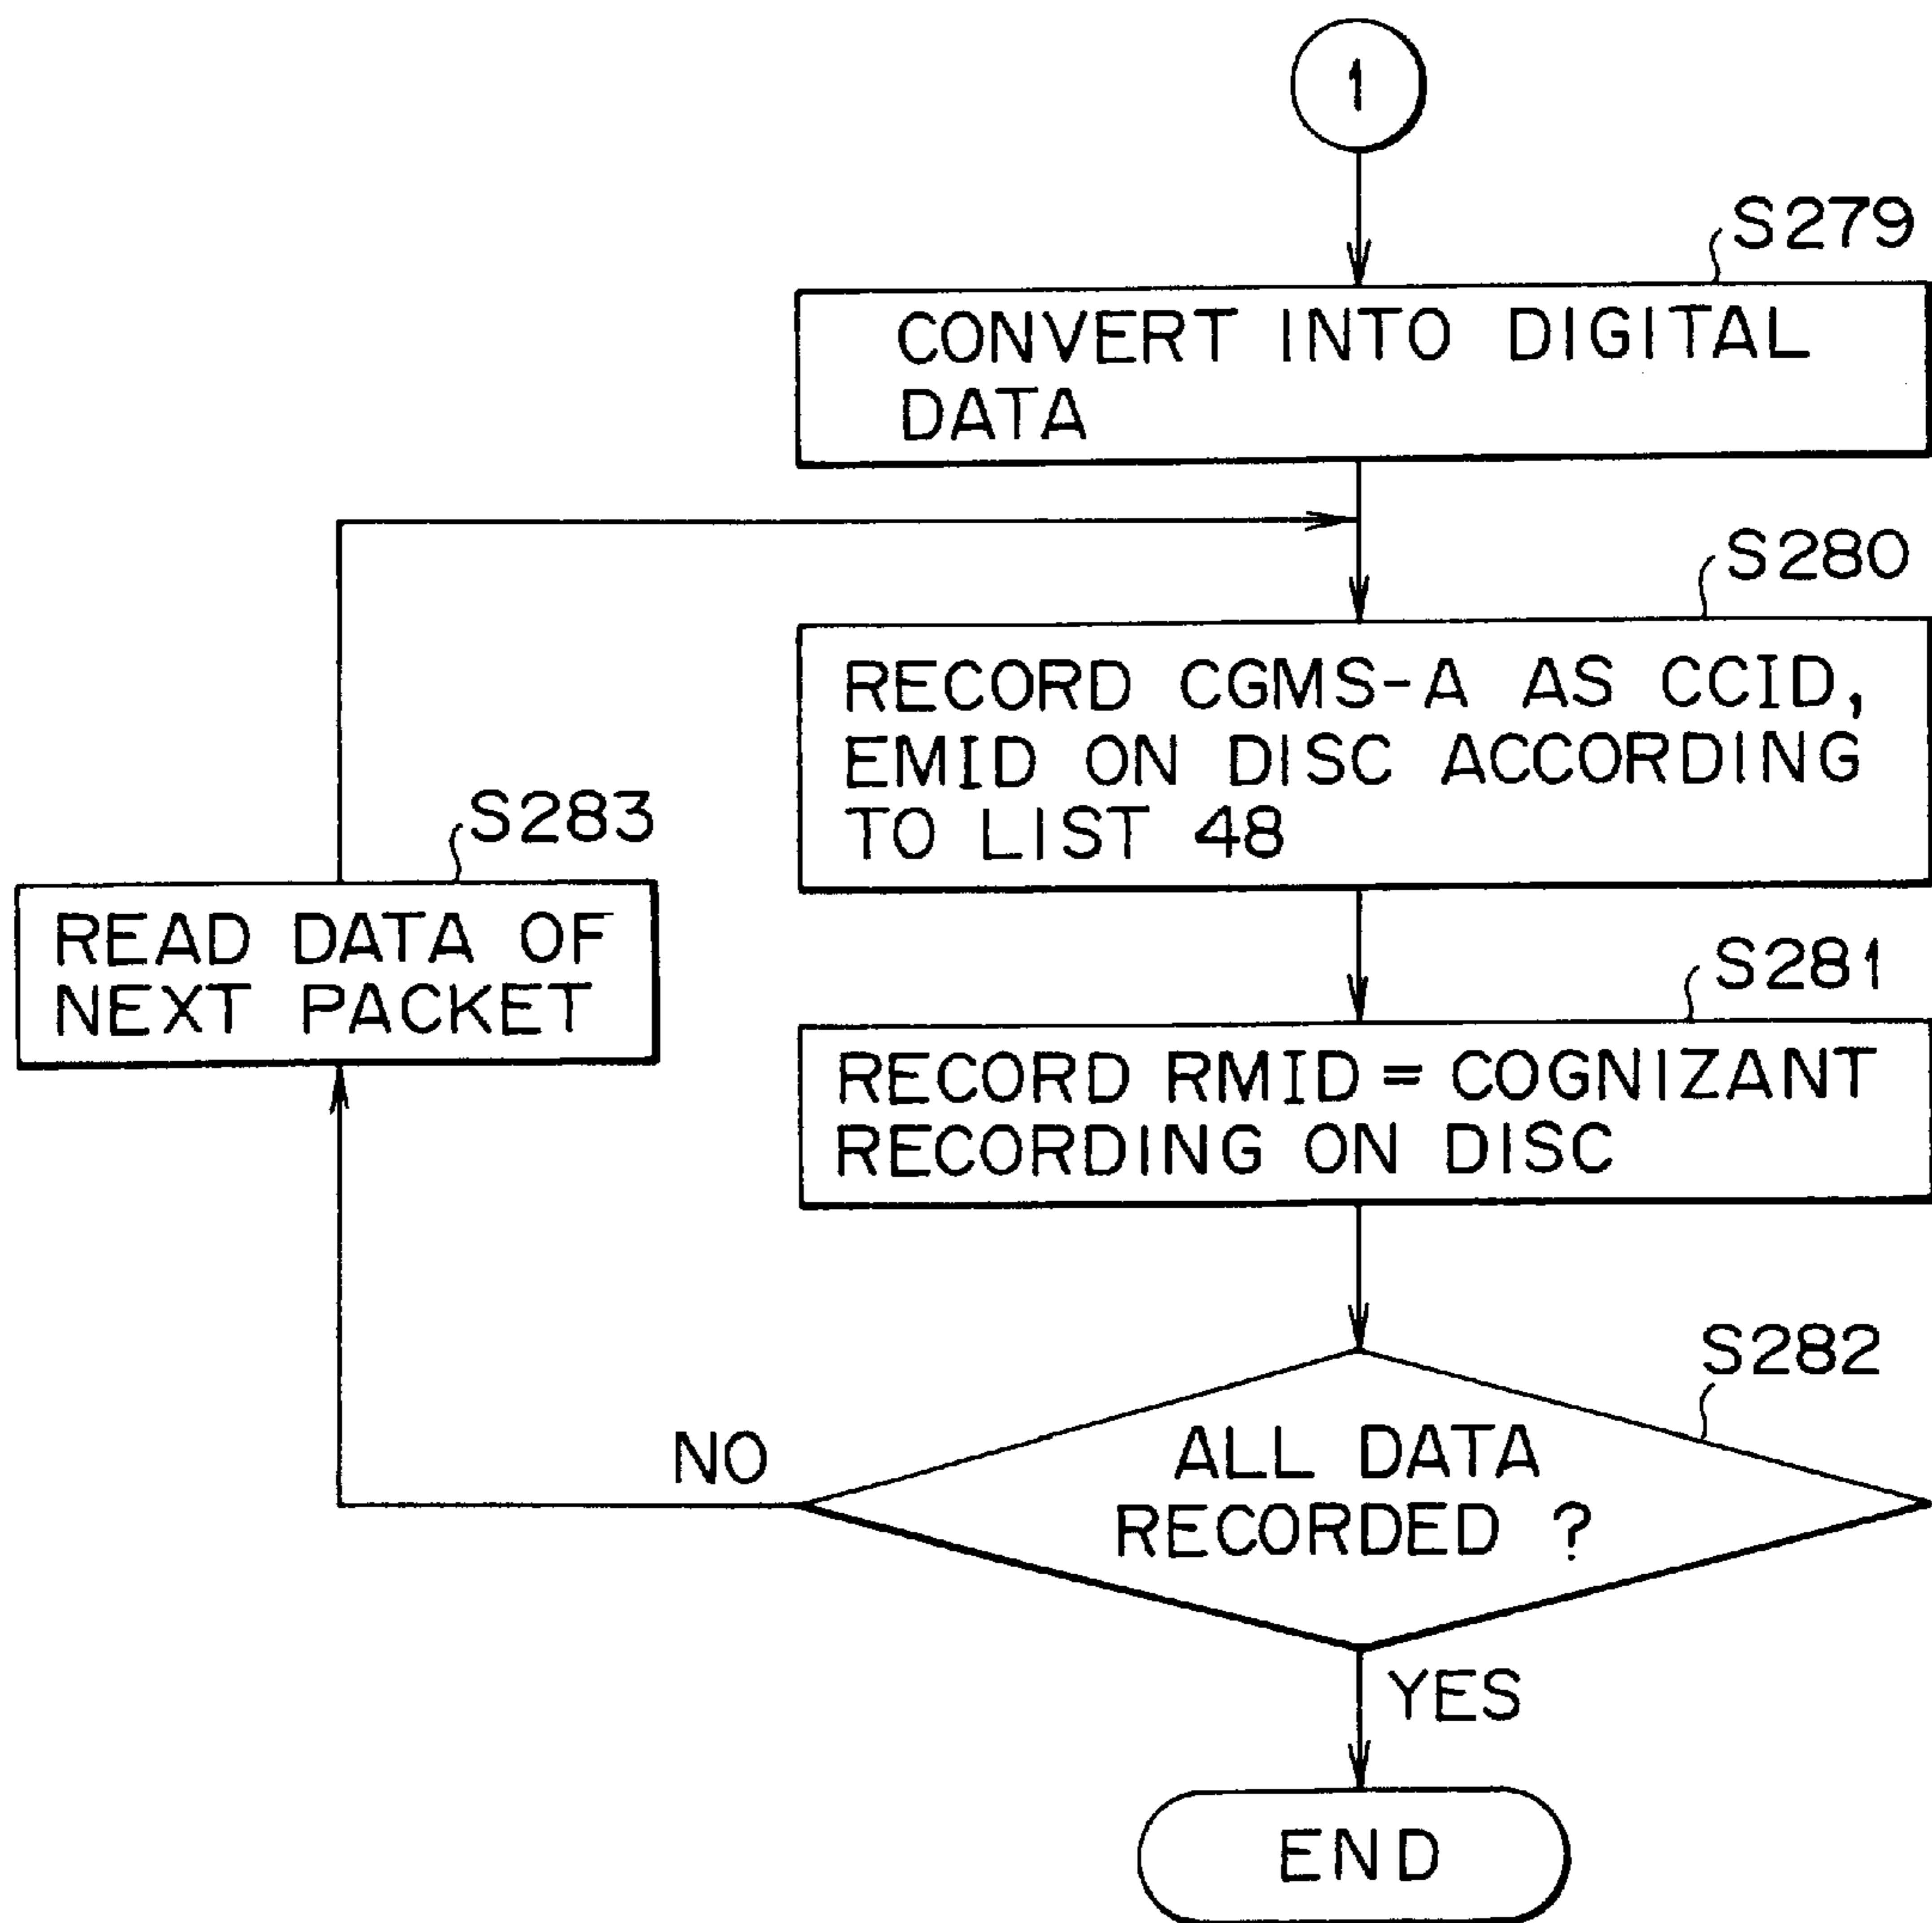 1
S279
CONVERT INTO DIGITAL
DATA
S280
RECORD CGMS-A AS CCID,
EMID ON DISC ACCORDING
TO LIST 48
S283
READ DATA OF
NEXT PACKET
S281
RECORD RMID = COGNIZANT
RECORDING ON DISC
S282
NO
ALL DATA
RECORDED ?
YES
END